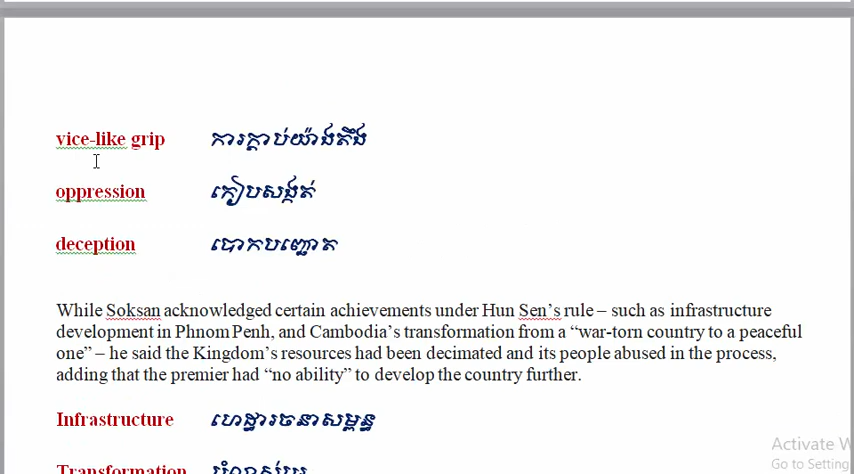 vice-like grip ការក្តាប់យ៉ាងតឹង
oppression កៀបសង្កត់
deception បោកបញ្ឆោត
While Soksan acknowledged certain achievements under Hun Sen’s rule – such as infrastructure
development in Phnom Penh, and Cambodia’s transformation from a “war-torn country to a peaceful
one” – he said the Kingdom’s resources had been decimated and its people abused in the process,
adding that the premier had “no ability” to develop the country further.
Infrastructure ហេដ្ឋារចនាសម្ពន្ធ
Activate W
Transformation
Go to Setting